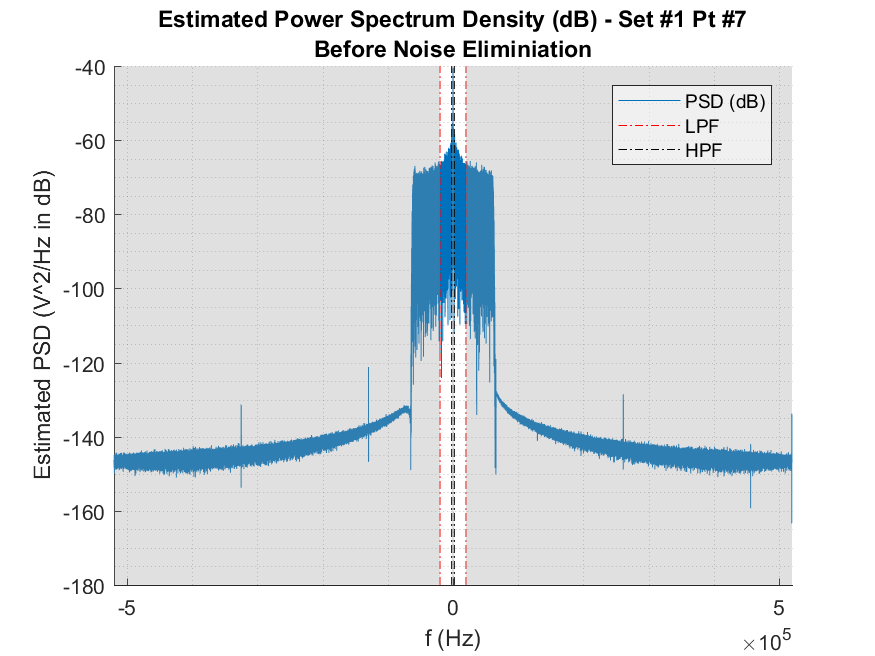 Estimated Power Spectrum Density (dB) - Set #1 Pt #7
Before Noise Eliminiation
PSD (dB)
LPF
HPF
Estimated PSD (V^2/Hz in dB)
-40
-60
-80
-100
-120
-140
-160
-180
-5
0
5
f (Hz)
×10^5